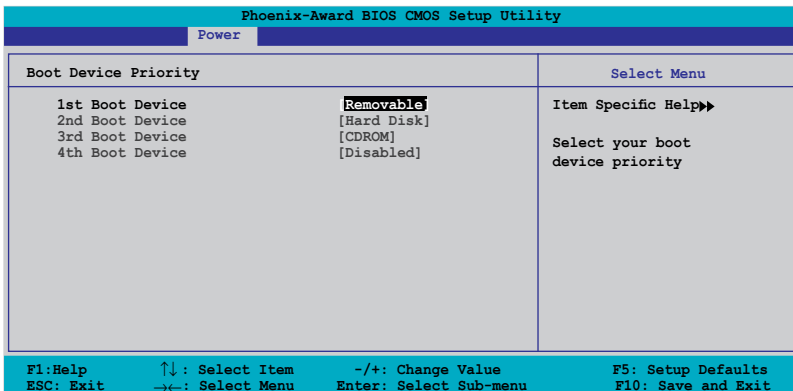 Phoenix-Award BIOS CMOS Setup Utility
Power
Boot Device Priority
Select Menu
1st Boot Device [Removable]
2nd Boot Device [Hard Disk]
3rd Boot Device [CDROM]
4th Boot Device [Disabled]
Item Specific Help▶▶
Select your boot
device priority
F1:Help ↑↓ : Select Item -/+: Change Value F5: Setup Defaults
ESC: Exit →←: Select Menu Enter: Select Sub-menu F10: Save and Exit